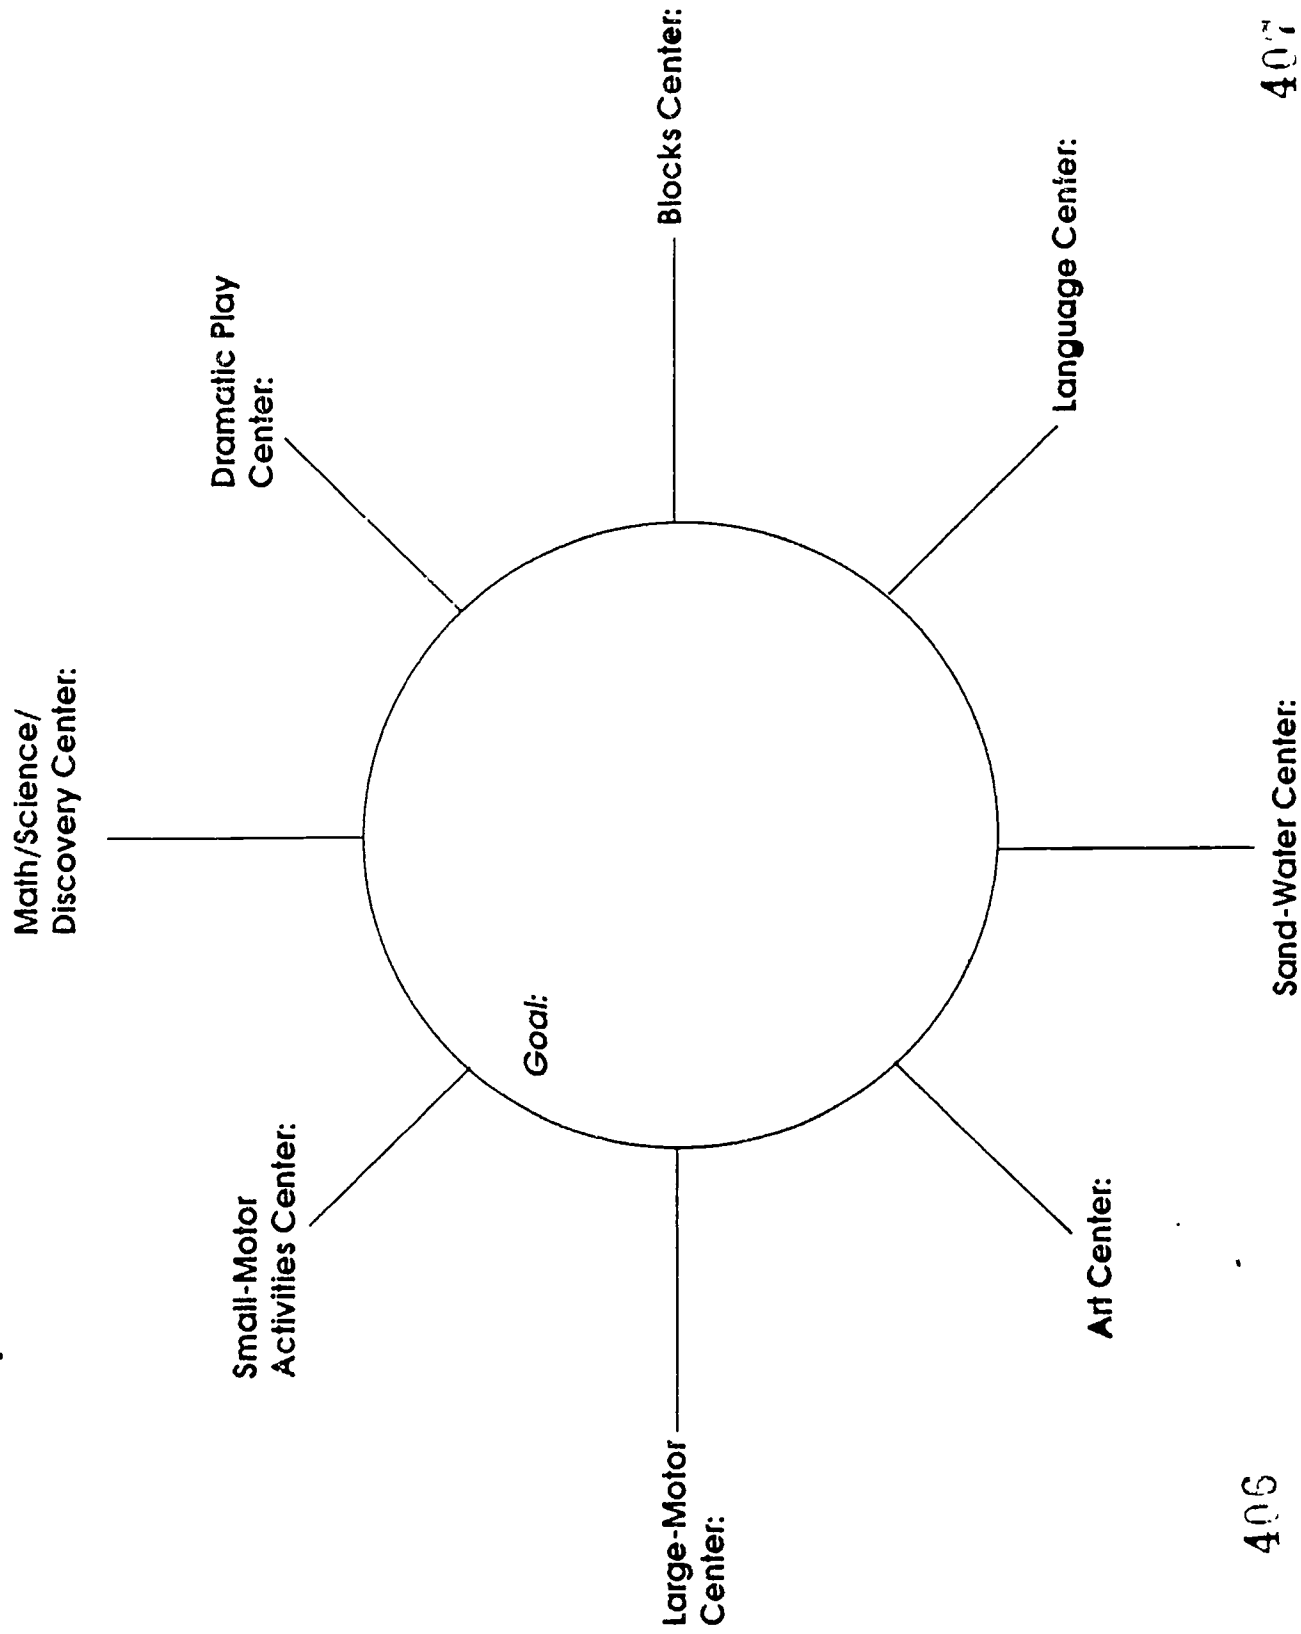 Math/Science/
Discovery Center:
Small-Motor
Activities Center:
Dramatic Play
Center:
Goal:
Large-Motor
Center:
Blocks Center:
Art Center:
Language Center:
Sand-Water Center:
406
407